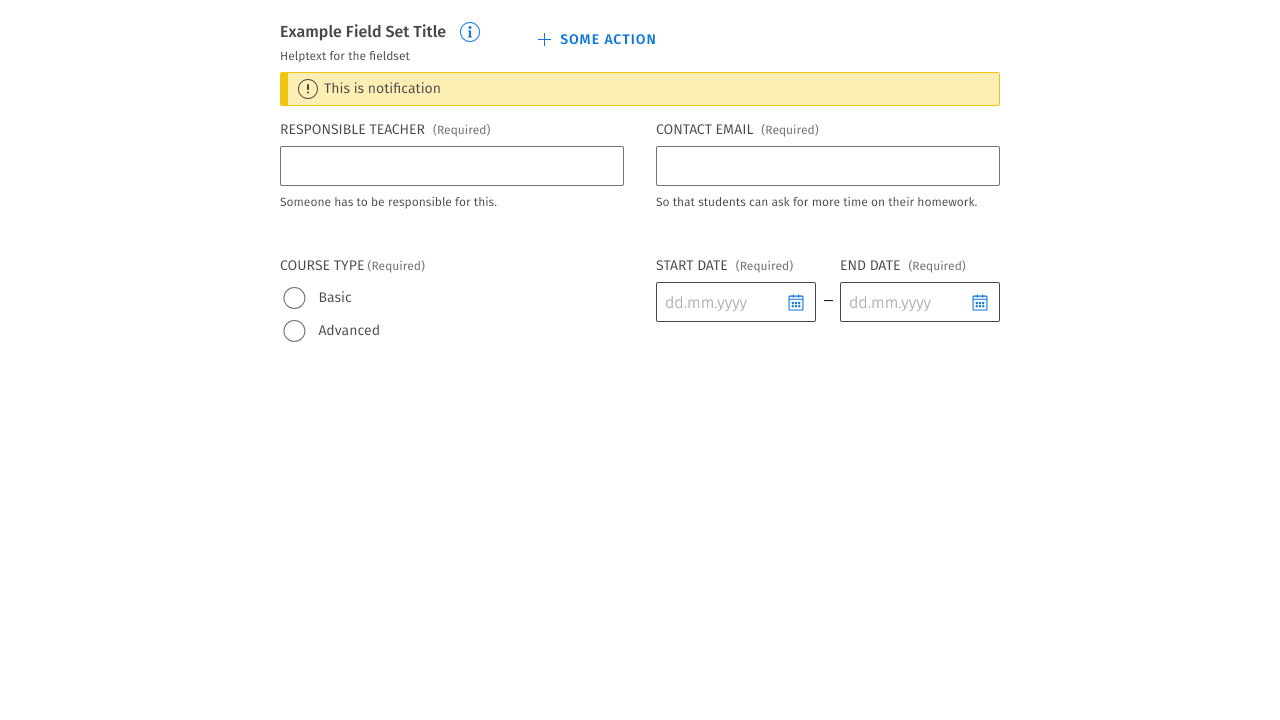 Example Field Set Title
SOME ACTION
Helptext for the fieldset
This is notification
RESPONSIBLE TEACHER (Required)
CONTACT EMAIL (Required)
Someone has to be responsible for this.
So that students can ask for more time on their homework.
COURSE TYPE (Required)
START DATE (Required)
END DATE (Required)
Basic
dd.mm.yyyy
–
dd.mm.yyyy
Advanced